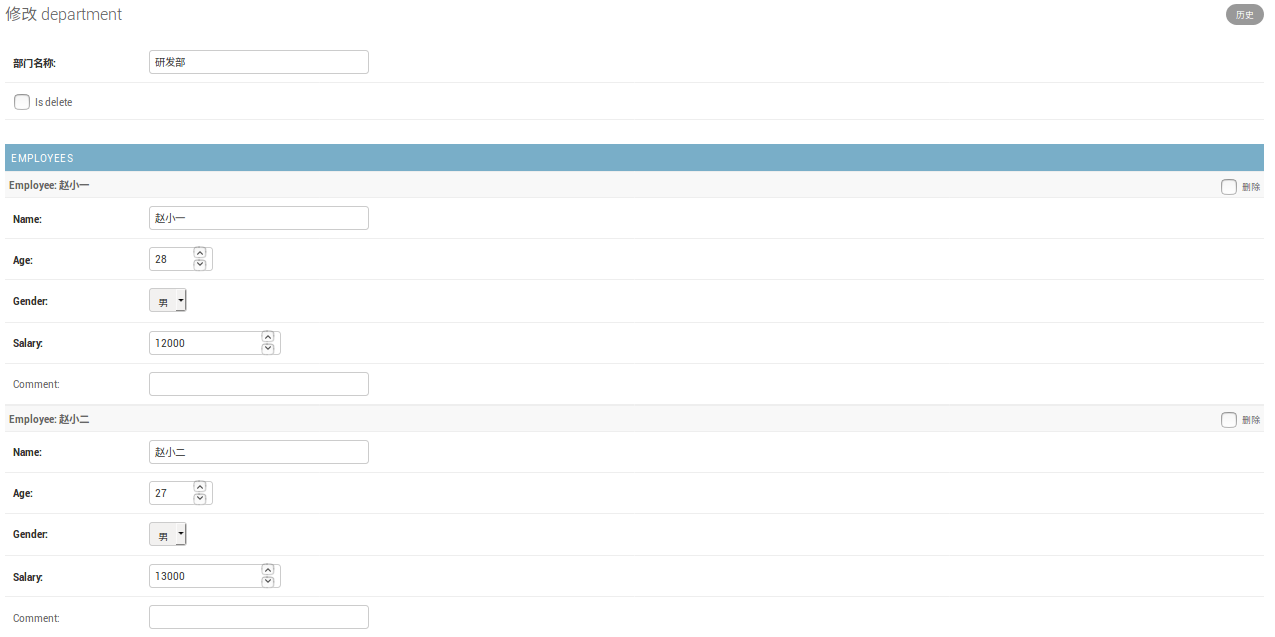 修改 department
历史
部门名称:
研发部
Is delete
EMPLOYEES
Employee: 赵小一
删除
Name:
赵小一
Age:
28
Gender:
男
Salary:
12000
Comment:
Employee: 赵小二
删除
Name:
赵小二
Age:
27
Gender:
男
Salary:
13000
Comment: